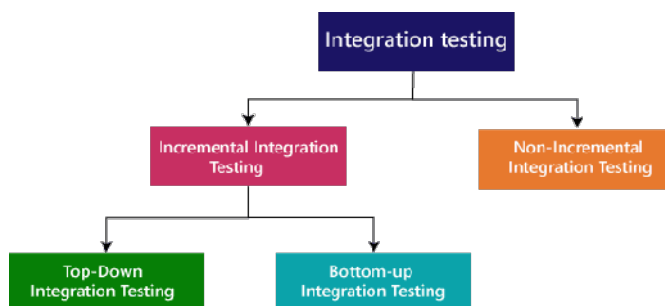 Integration testing
Incremental Integration
Testing
Non-Incremental
Integration Testing
Top-Down
Integration Testing
Bottom-up
Integration Testing